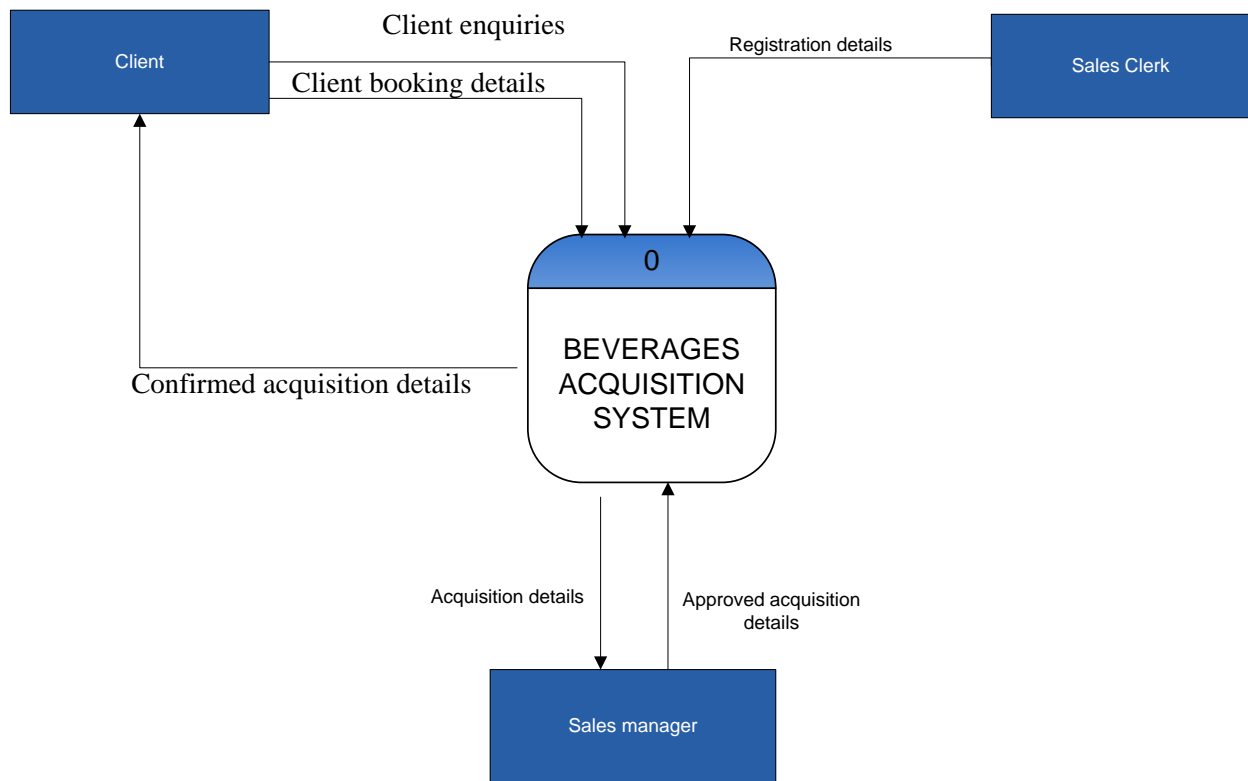 Client enquiries
Registration details
Client
Sales Clerk
Client booking details
0
BEVERAGES
ACQUISITION
SYSTEM
Confirmed acquisition details
Acquisition details
Approved acquisition
details
Sales manager